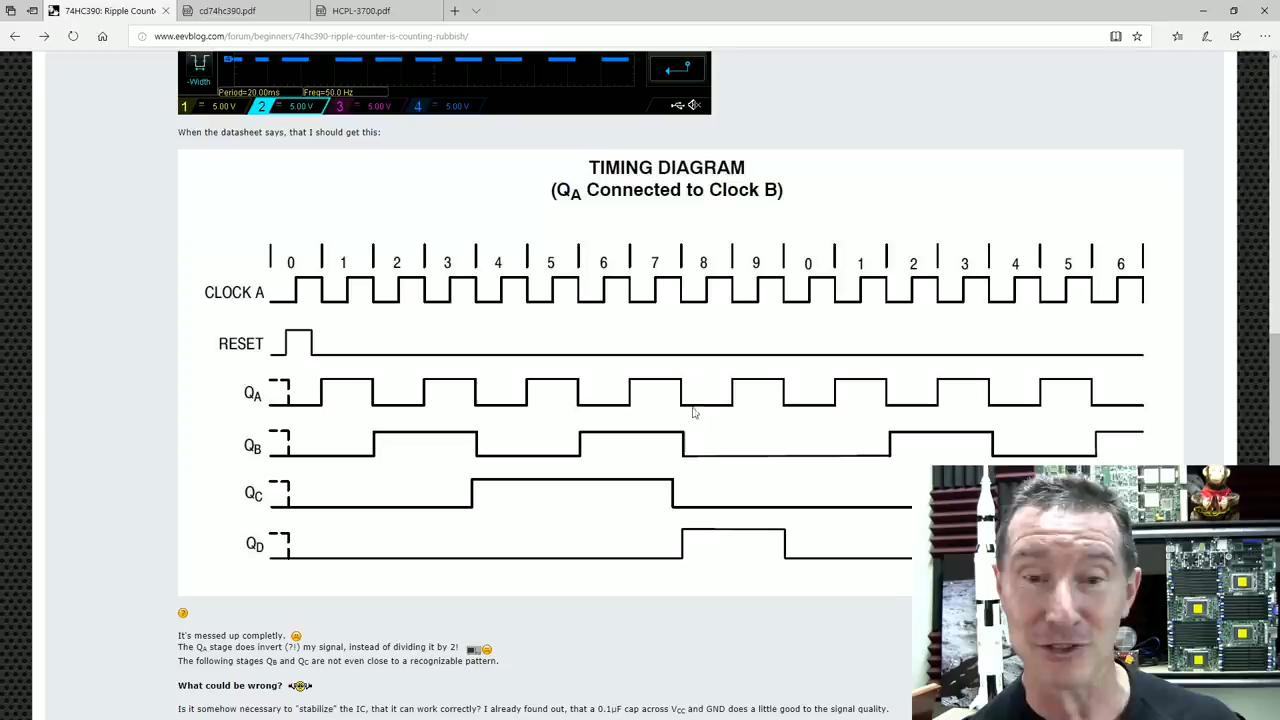 74HC390: Ripple Counte
cd74hc390.pdf
HCPL-3700.pdf
www.eevblog.com/forum/beginners/74hc390-ripple-counter-is-counting-rubbish/
-Width
Period=20.00ms Freq=50.0 Hz
1 = 5.00 V 2 = 5.00 V 3 = 5.00 V 4 = 5.00 V
When the datasheet says, that I should get this:
TIMING DIAGRAM
(QA Connected to Clock B)
0 1 2 3 4 5 6 7 8 9 0 1 2 3 4 5 6
CLOCK A
RESET
QA
QB
QC
QD
It's messed up completly.
The QA stage does invert (?!) my signal, instead of dividing it by 2!
The following stages QB and QC are not even close to a recognizable pattern.
What could be wrong?
Is it somehow necessary to "stabilize" the IC, that it can work correctly? I already found out, that a 0.1µF cap across VCC and GND does a little good to the signal quality.